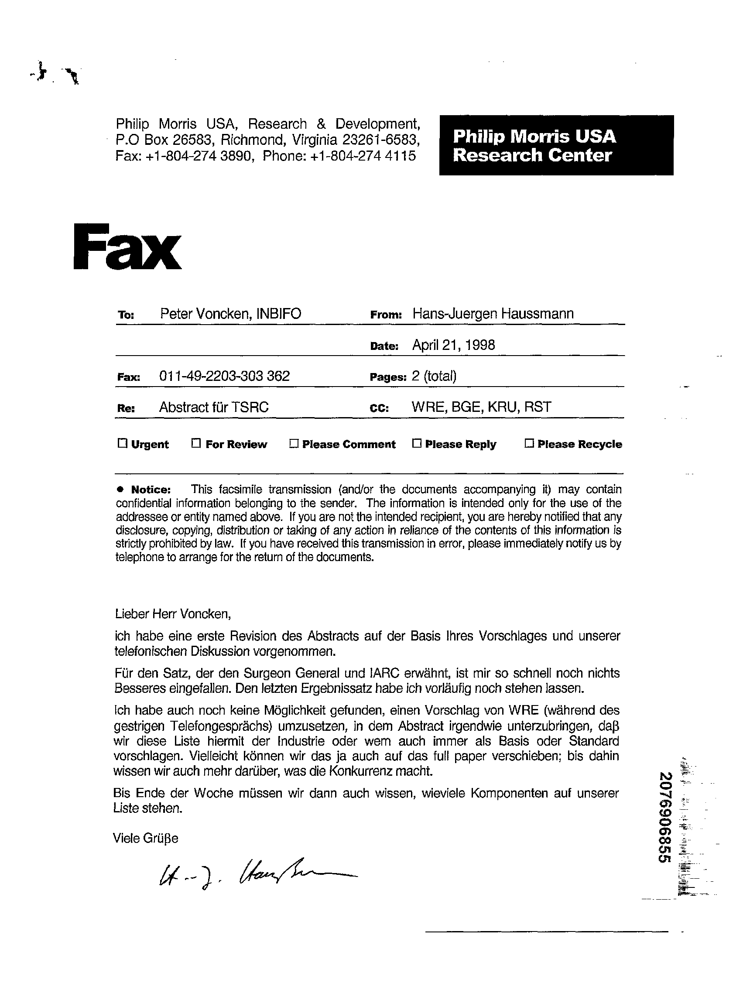 Philip Morris USA, Research & Development,
P.O Box 26583, Richmond, Virginia 23261-6583,
Fax: +1-804-274 3890, Phone: +1-804-274 4115
Philip Morris USA
Research Center
Fax
To: Peter Voncken, INBIFO From: Hans-Juergen Haussmann
Date: April 21, 1998
Fax: 011-49-2203-303 362 Pages: 2 (total)
Re: Abstract für TSRC CC: WRE, BGE, KRU, RST
☐ Urgent ☐ For Review ☐ Please Comment ☐ Please Reply ☐ Please Recycle
● Notice: This facsimile transmission (and/or the documents accompanying it) may contain
confidential information belonging to the sender. The information is intended only for the use of the
addressee or entity named above. If you are not the intended recipient, you are hereby notified that any
disclosure, copying, distribution or taking of any action in reliance of the contents of this information is
strictly prohibited by law. If you have received this transmission in error, please immediately notify us by
telephone to arrange for the return of the documents.
Lieber Herr Voncken,
ich habe eine erste Revision des Abstracts auf der Basis Ihres Vorschlages und unserer
telefonischen Diskussion vorgenommen.
Für den Satz, der den Surgeon General und IARC erwähnt, ist mir so schnell noch nichts
Besseres eingefallen. Den letzten Ergebnissatz habe ich vorläufig noch stehen lassen.
Ich habe auch noch keine Möglichkeit gefunden, einen Vorschlag von WRE (während des
gestrigen Telefongesprächs) umzusetzen, in dem Abstract irgendwie unterzubringen, daß
wir diese Liste hiermit der Industrie oder wem auch immer als Basis oder Standard
vorschlagen. Vielleicht können wir das ja auch auf das full paper verschieben; bis dahin
wissen wir auch mehr darüber, was die Konkurrenz macht.
Bis Ende der Woche müssen wir dann auch wissen, wieviele Komponenten auf unserer
Liste stehen.
Viele Grüße
2076906855